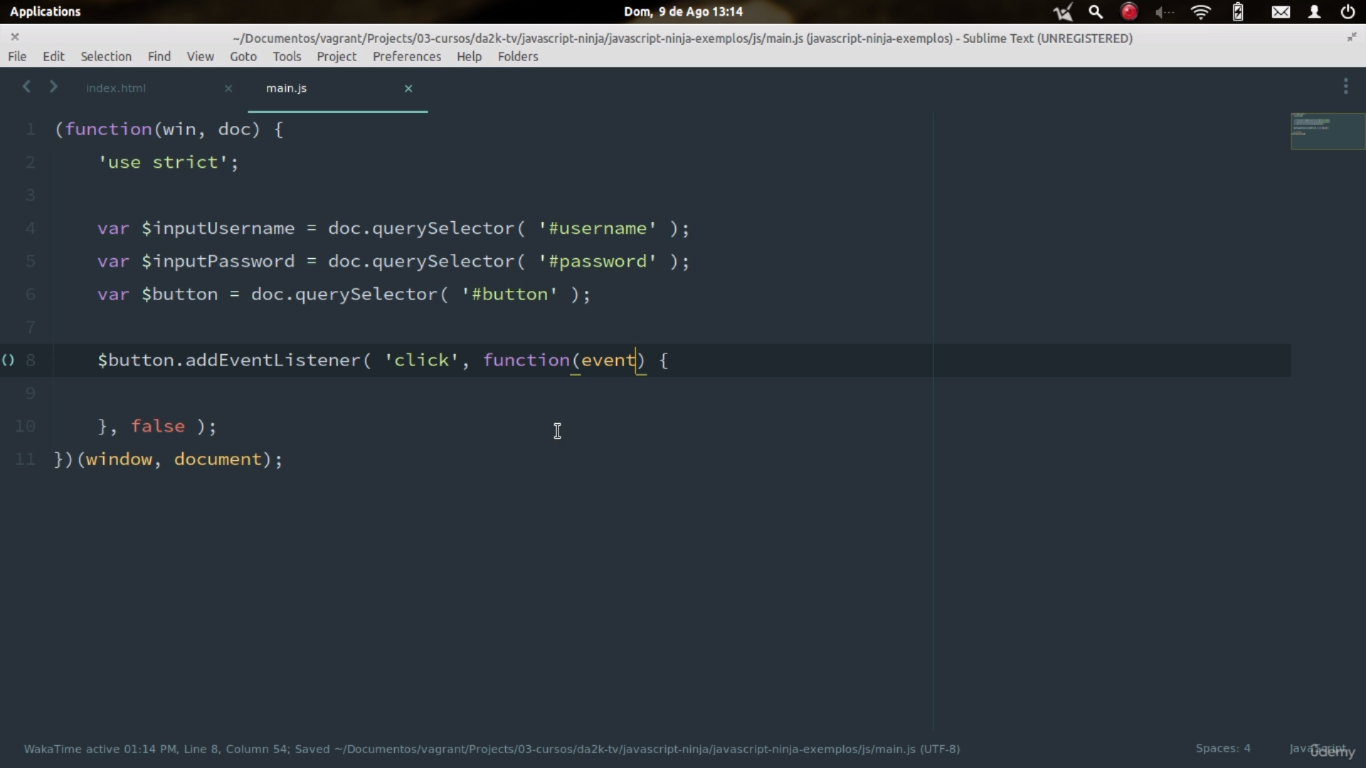 Applications
Dom, 9 de Ago 13:14
~/Documentos/vagrant/Projects/03-cursos/da2k-tv/javascript-ninja/javascript-ninja-exemplos/js/main.js (javascript-ninja-exemplos) - Sublime Text (UNREGISTERED)
File Edit Selection Find View Goto Tools Project Preferences Help Folders
index.html main.js
1 (function(win, doc) {
2 'use strict';
3
4 var $inputUsername = doc.querySelector( '#username' );
5 var $inputPassword = doc.querySelector( '#password' );
6 var $button = doc.querySelector( '#button' );
7
8 $button.addEventListener( 'click', function(event) {
9
10 }, false );
11 })(window, document);
WakaTime active 01:14 PM, Line 8, Column 54; Saved ~/Documentos/vagrant/Projects/03-cursos/da2k-tv/javascript-ninja/javascript-ninja-exemplos/js/main.js (UTF-8)
Spaces: 4
JavaScript
ûdemy